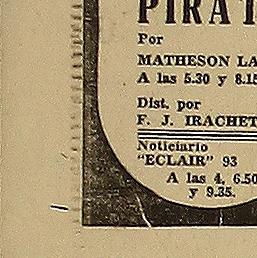 PIRAT
Por
MATHESON LA
A las 5.30 y 8.15
Dist. por
F. J. IRACHET
Noticiario
"ECLAIR" 93
A las 4, 6.50
y 9.35.